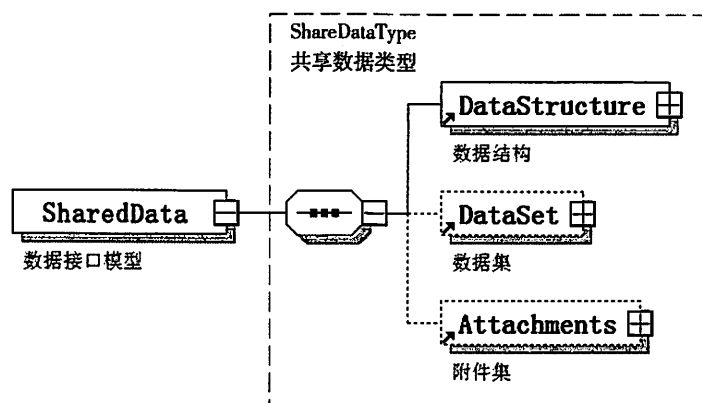 ShareDataType
共享数据类型
DataStructure
数据结构
SharedData
数据接口模型
DataSet
数据集
Attachments
附件集